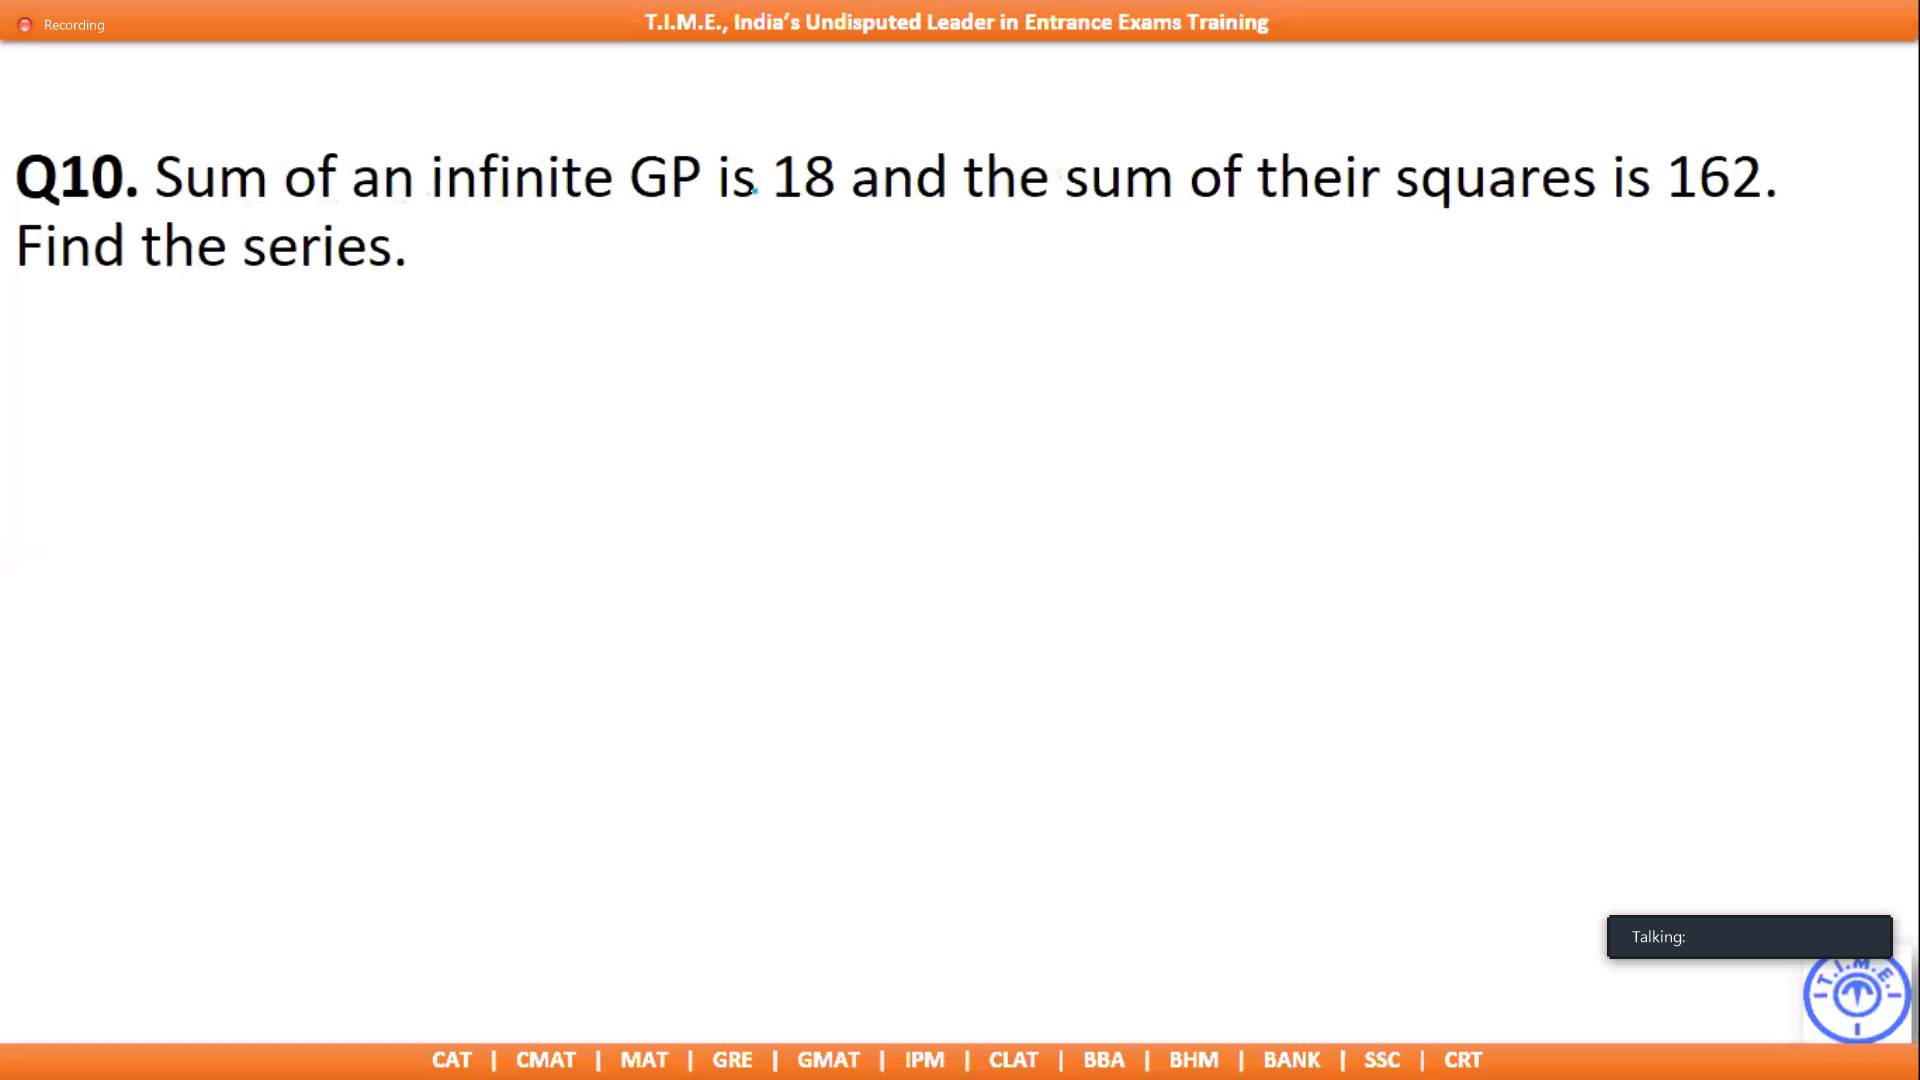 Recording
T.I.M.E., India’s Undisputed Leader in Entrance Exams Training
Q10. Sum of an infinite GP is 18 and the sum of their squares is 162.
Find the series.
Talking:
T.I.M.E.
CAT | CMAT | MAT | GRE | GMAT | IPM | CLAT | BBA | BHM | BANK | SSC | CRT